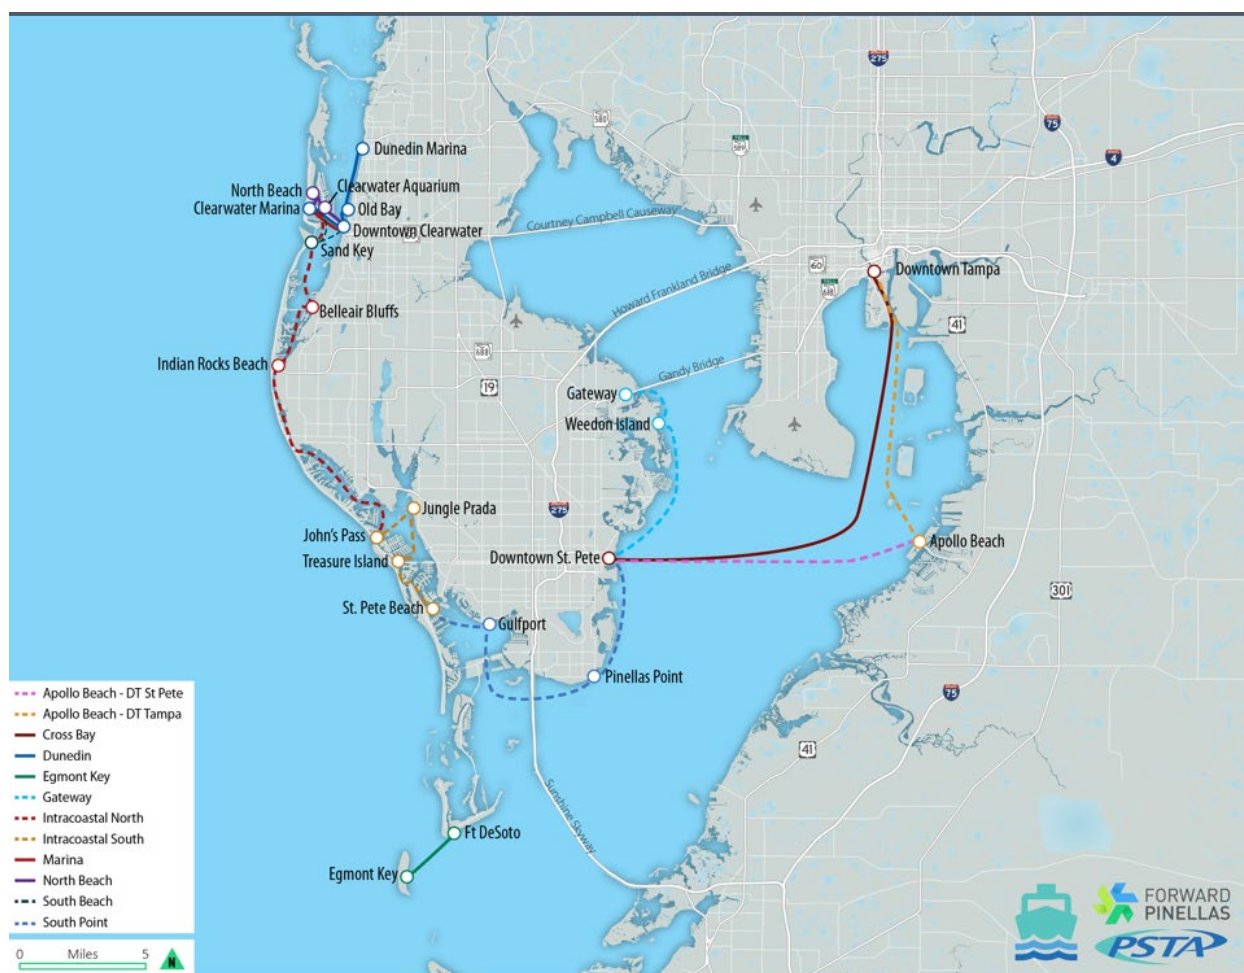 275
75
580
589
4
Dunedin Marina
North Beach
Clearwater Aquarium
Clearwater Marina
Old Bay
Downtown Clearwater
Courtney Campbell Causeway
Sand Key
60
Downtown Tampa
Howard Frankland Bridge
618
Belleair Bluffs
41
688
Indian Rocks Beach
Gandy Bridge
19
Gateway
Weedon Island
Jungle Prada
275
John's Pass
Apollo Beach
Downtown St. Pete
Treasure Island
301
St. Pete Beach
Gulfport
Pinellas Point
75
41
Sunshine Skyway
Ft DeSoto
Egmont Key
Apollo Beach - DT St Pete
Apollo Beach - DT Tampa
Cross Bay
Dunedin
Egmont Key
Gateway
Intracoastal North
Intracoastal South
Marina
North Beach
South Beach
South Point
0 Miles 5
N
FORWARD
PINELLAS
PSTA